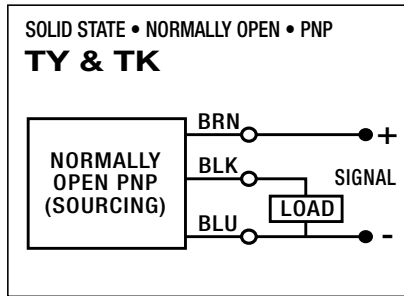 SOLID STATE • NORMALLY OPEN • PNP
TY & TK
BRN
+
NORMALLY
OPEN PNP
(SOURCING)
BLK
SIGNAL
LOAD
BLU
-